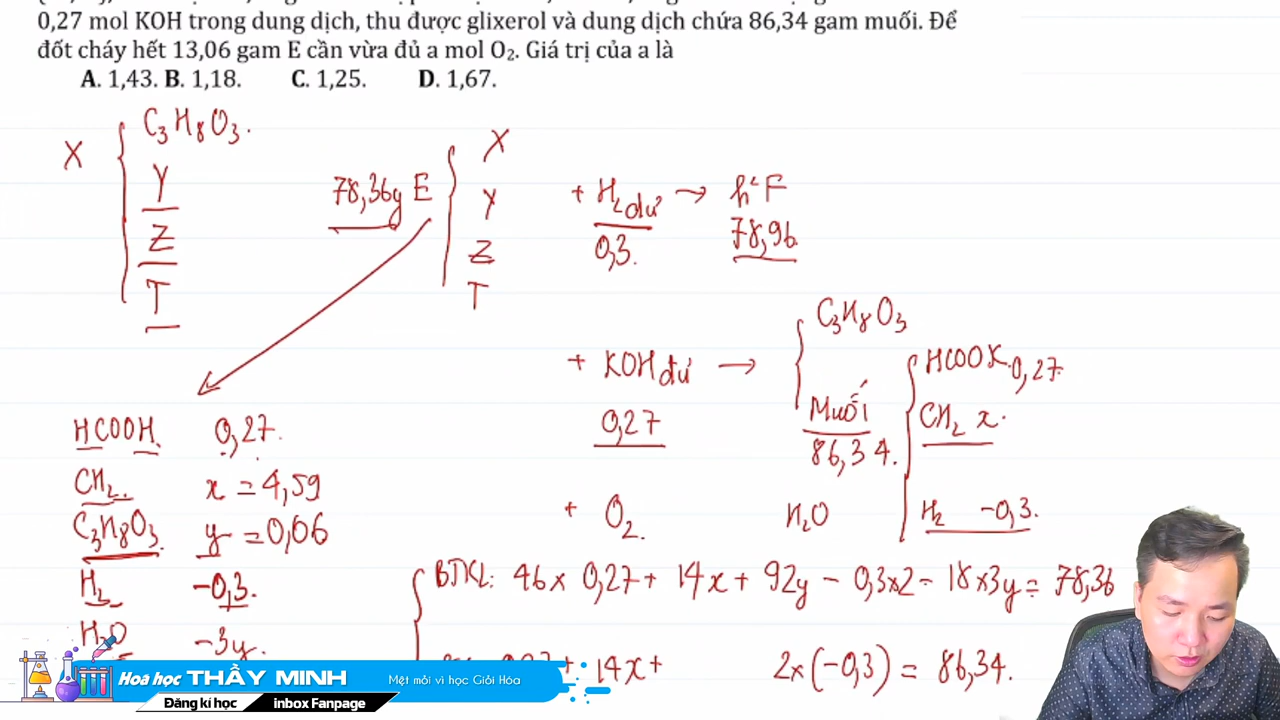 0,27 mol KOH trong dung dịch, thu được glixerol và dung dịch chứa 86,34 gam muối. Để
đốt cháy hết 13,06 gam E cần vừa đủ a mol O₂. Giá trị của a là
A. 1,43. B. 1,18. C. 1,25. D. 1,67.
X
C₃H₈O₃.
Y
Z
T
78,36g E
X
Y
Z
T
+ H₂ dư → h² F
0,3. 78,96.
+ KOH dư →
0,27
C₃H₈O₃
Muối
86,34.
HCOOK 0,27.
CH₂ x.
H₂ -0,3.
+ O₂.
H₂O
HCOOH. 0,27.
CH₂. x = 4,59
C₃H₈O₃. y = 0,06
H₂ -0,3.
H₂O -3y.
BTKL: 46 x 0,27 + 14x + 92y - 0,3x2 - 18x3y = 78,36
+ 14x + 2x(-0,3) = 86,34.
Hoá học THẦY MINH
Mệt mỏi vì học Giỏi Hóa
Đăng kí học inbox Fanpage